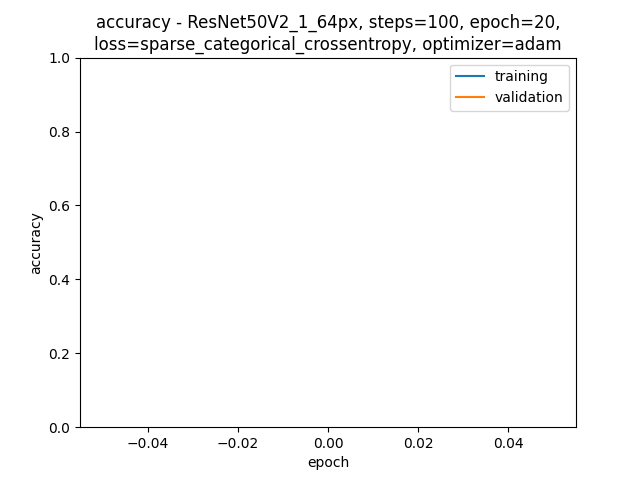 accuracy - ResNet50V2_1_64px, steps=100, epoch=20,
loss=sparse_categorical_crossentropy, optimizer=adam
training
validation
1.0
0.8
0.6
0.4
0.2
0.0
accuracy
−0.04
−0.02
0.00
0.02
0.04
epoch